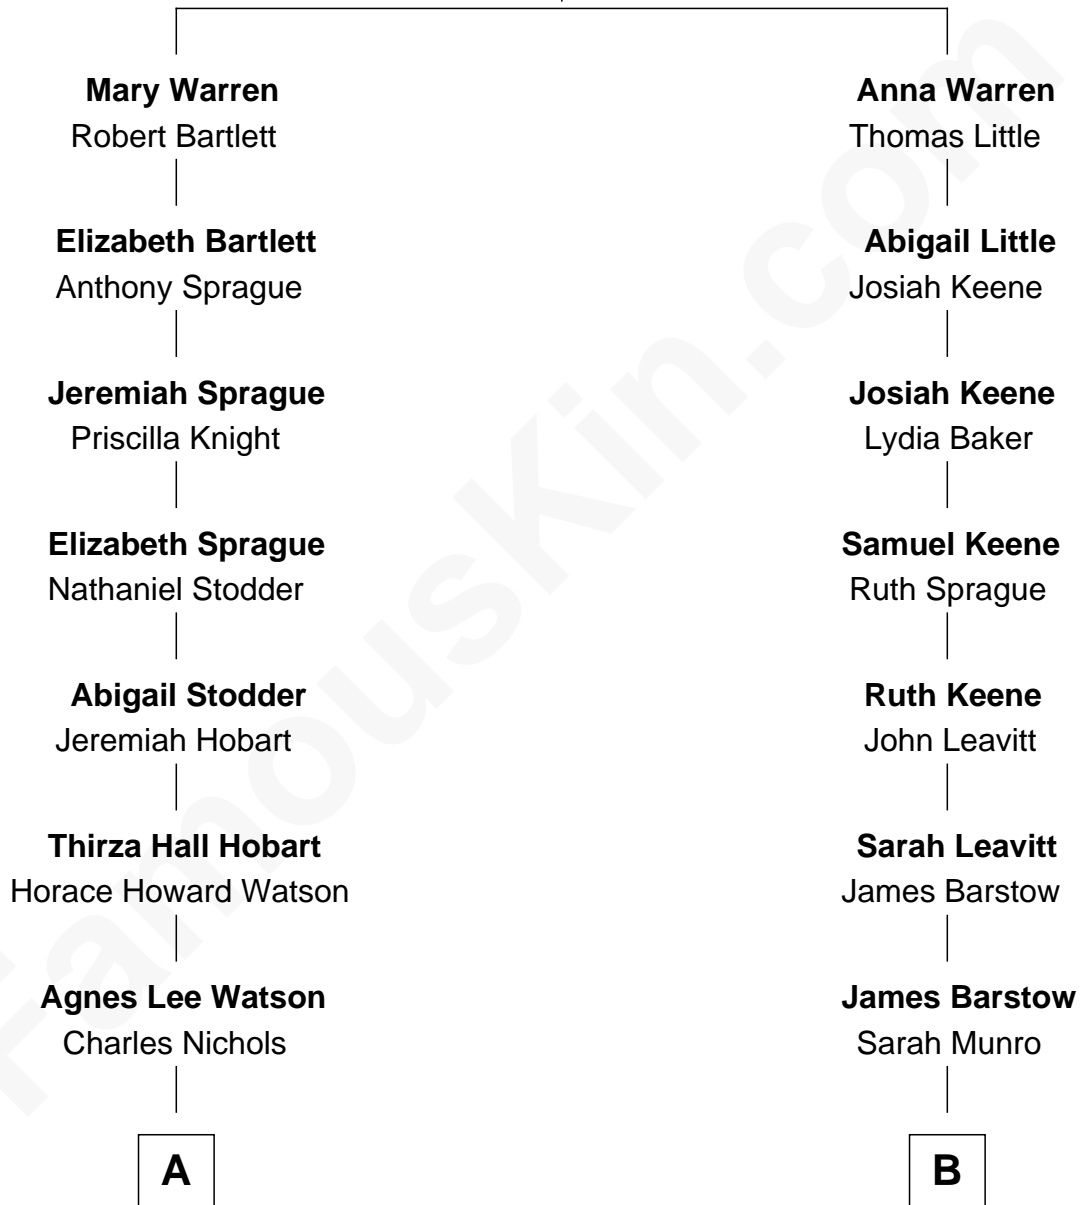 Mary Warren
Robert Bartlett
Anna Warren
Thomas Little
Elizabeth Bartlett
Anthony Sprague
Abigail Little
Josiah Keene
Jeremiah Sprague
Priscilla Knight
Josiah Keene
Lydia Baker
Elizabeth Sprague
Nathaniel Stodder
Samuel Keene
Ruth Sprague
Abigail Stodder
Jeremiah Hobart
Ruth Keene
John Leavitt
Thirza Hall Hobart
Horace Howard Watson
Sarah Leavitt
James Barstow
Agnes Lee Watson
Charles Nichols
James Barstow
Sarah Munro
A
B
FamousKin.com